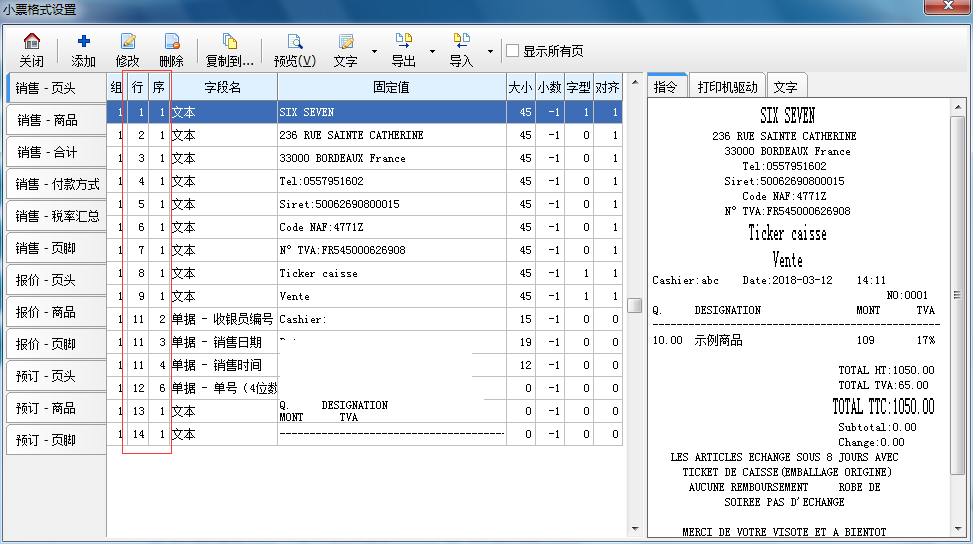 小票格式设置
关闭 添加 修改 删除 复制到... 预览(V) 文字 导出 导入 显示所有页
销售 - 页头
销售 - 商品
销售 - 合计
销售 - 付款方式
销售 - 税率汇总
销售 - 页脚
报价 - 页头
报价 - 商品
报价 - 页脚
预订 - 页头
预订 - 商品
预订 - 页脚
组 行 序 字段名 固定值 大小 小数 字型 对齐
1 1 1 文本 SIX SEVEN 45 -1 1 1
1 2 1 文本 236 RUE SAINTE CATHERINE 45 -1 0 1
1 3 1 文本 33000 BORDEAUX France 45 -1 0 1
1 4 1 文本 Tel:0557951602 45 -1 0 1
1 5 1 文本 Siret:50062690800015 45 -1 0 1
1 6 1 文本 Code NAF:4771Z 45 -1 0 1
1 7 1 文本 N° TVA:FR545000626908 45 -1 0 1
1 8 1 文本 Ticker caisse 45 -1 1 1
1 9 1 文本 Vente 45 -1 1 1
1 11 2 单据 - 收银员编号 Cashier: 15 -1 0 0
1 11 3 单据 - 销售日期 19 -1 0 0
1 11 4 单据 - 销售时间 12 -1 0 0
1 12 6 单据 - 单号（4位数 0 -1 0 0
1 13 1 文本 Q. DESIGNATION 0 -1 0 0
MONT TVA
1 14 1 文本 ---------------------------------------- 0 -1 0 0
指令 打印机驱动 文字
SIX SEVEN
236 RUE SAINTE CATHERINE
33000 BORDEAUX France
Tel:0557951602
Siret:50062690800015
Code NAF:4771Z
N° TVA:FR545000626908
Ticker caisse
Vente
Cashier:abc Date:2018-03-12 14:11
NO:0001
Q. DESIGNATION MONT TVA
------------------------------------------------
10.00 示例商品 109 17%
TOTAL HT:1050.00
TOTAL TVA:65.00
TOTAL TTC:1050.00
Subtotal:0.00
Change:0.00
LES ARTICLES ECHANGE SOUS 8 JOURS AVEC
TICKET DE CAISSE(EMBALLAGE ORIGINE)
AUCUNE REMBOURSEMENT ROBE DE
SOIREE PAS D'ECHANGE
MERCI DE VOTRE VISOTE ET A BIENTOT